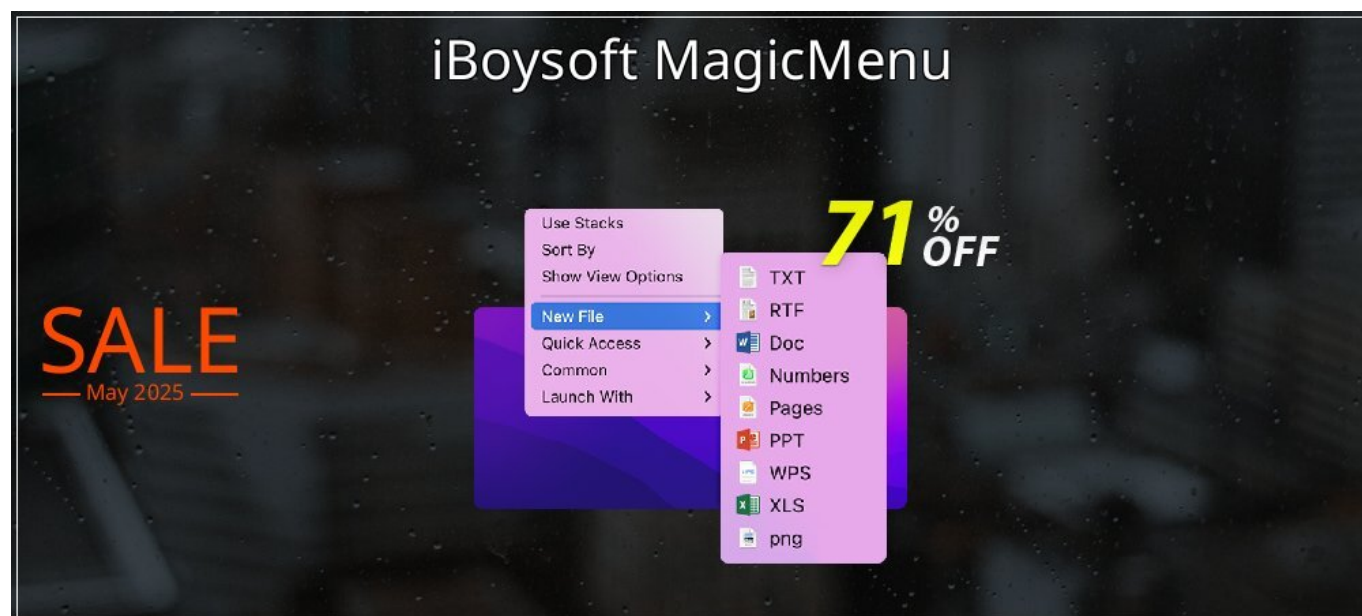 iBoysoft MagicMenu
71 % OFF
Use Stacks
Sort By
Show View Options
New File
Quick Access
Common
Launch With
TXT
RTF
Doc
Numbers
Pages
PPT
WPS
XLS
png
SALE
May 2025